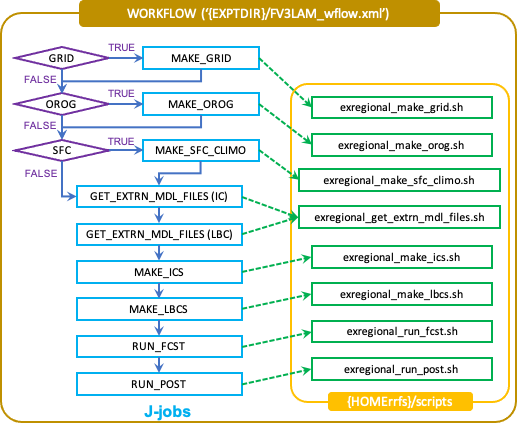 WORKFLOW ('{EXPTDIR}/FV3LAM_wflow.xml')
GRID
TRUE
MAKE_GRID
FALSE
OROG
TRUE
MAKE_OROG
FALSE
SFC
TRUE
MAKE_SFC_CLIMO
FALSE
GET_EXTRN_MDL_FILES (IC)
GET_EXTRN_MDL_FILES (LBC)
MAKE_ICS
MAKE_LBCS
RUN_FCST
RUN_POST
J-jobs
exregional_make_grid.sh
exregional_make_orog.sh
exregional_make_sfc_climo.sh
exregional_get_extrn_mdl_files.sh
exregional_make_ics.sh
exregional_make_lbcs.sh
exregional_run_fcst.sh
exregional_run_post.sh
{HOMErrfs}/scripts